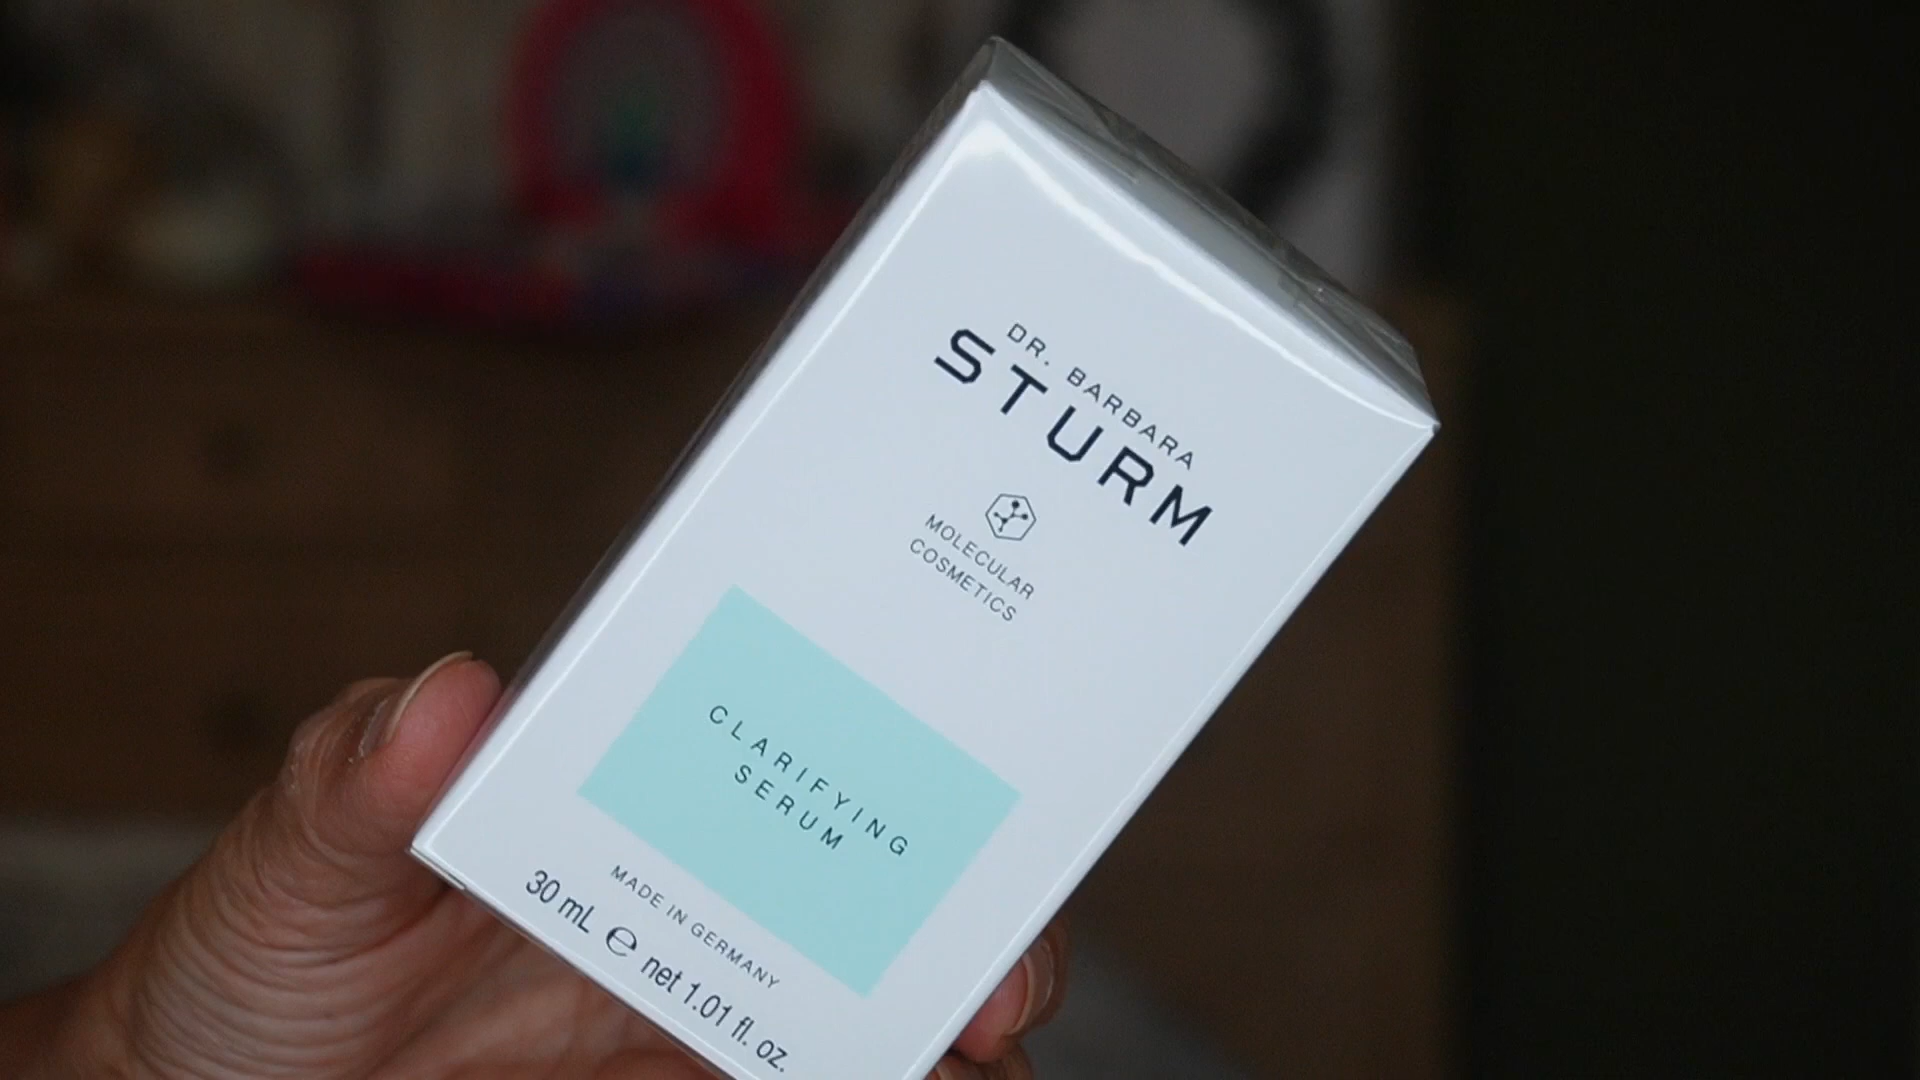 DR. BARBARA
STURM
MOLECULAR
COSMETICS
CLARIFYING
SERUM
MADE IN GERMANY
30 mL ℮ net 1.01 fl. oz.